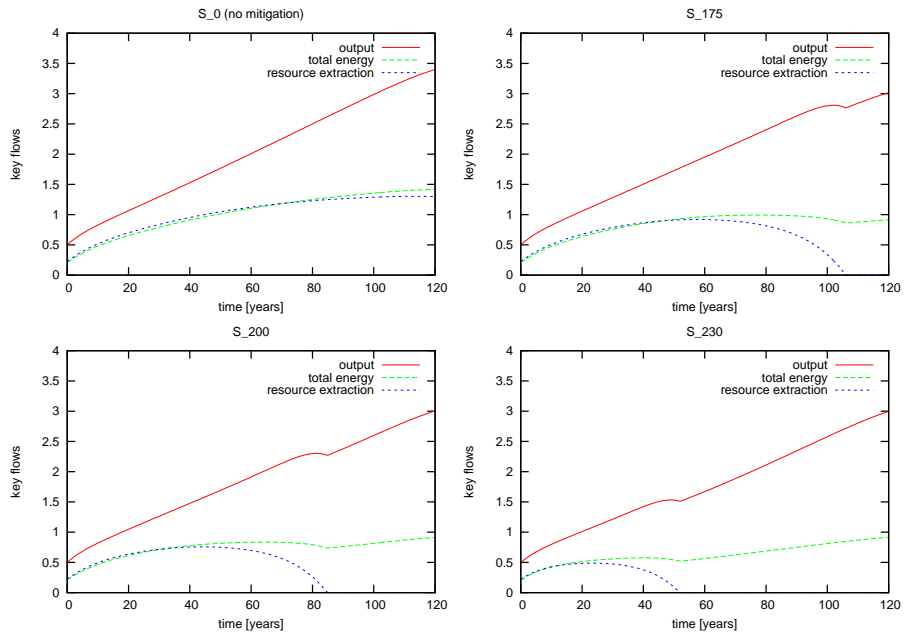 S_0 (no mitigation)
4
3.5
3
2.5
2
1.5
1
0.5
0
key flows
output
total energy
resource extraction
0 20 40 60 80 100 120
time [years]
S_175
4
3.5
3
2.5
2
1.5
1
0.5
0
key flows
output
total energy
resource extraction
0 20 40 60 80 100 120
time [years]
S_200
4
3.5
3
2.5
2
1.5
1
0.5
0
key flows
output
total energy
resource extraction
0 20 40 60 80 100 120
time [years]
S_230
4
3.5
3
2.5
2
1.5
1
0.5
0
key flows
output
total energy
resource extraction
0 20 40 60 80 100 120
time [years]